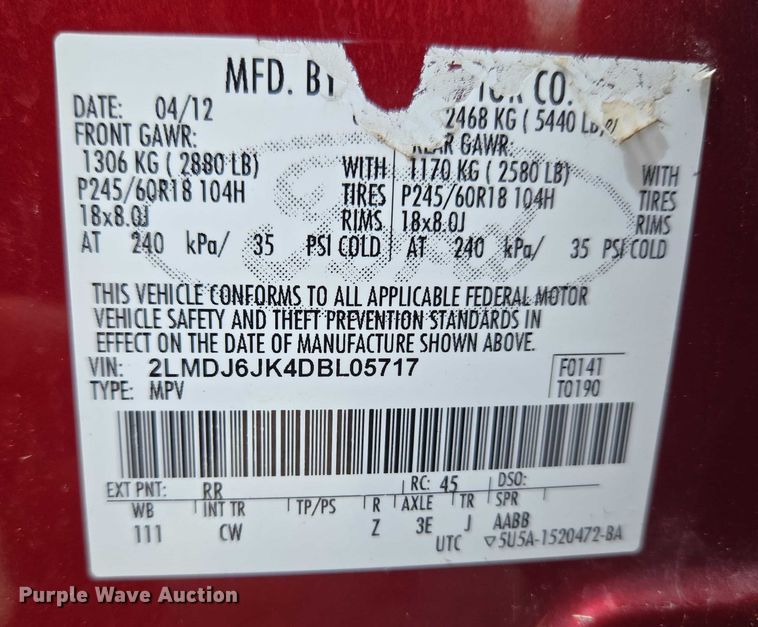 MFD. BY TOR CO.
DATE: 04/12 2468 KG ( 5440 LB )
FRONT GAWR: REAR GAWR:
1306 KG ( 2880 LB) WITH 1170 KG ( 2580 LB) WITH
P245/60R18 104H TIRES P245/60R18 104H TIRES
18x8.0J RIMS 18x8.0J RIMS
AT 240 kPa/ 35 PSI COLD AT 240 kPa/ 35 PSI COLD
THIS VEHICLE CONFORMS TO ALL APPLICABLE FEDERAL MOTOR
VEHICLE SAFETY AND THEFT PREVENTION STANDARDS IN
EFFECT ON THE DATE OF MANUFACTURE SHOWN ABOVE.
VIN: 2LMDJ6JK4DBL05717 F0141
TYPE: MPV T0190
EXT PNT: RR RC: 45 DSO:
WB INT TR TP/PS R AXLE TR SPR
111 CW Z 3E J AABB
UTC ▽5U5A-1520472-BA
Purple Wave Auction